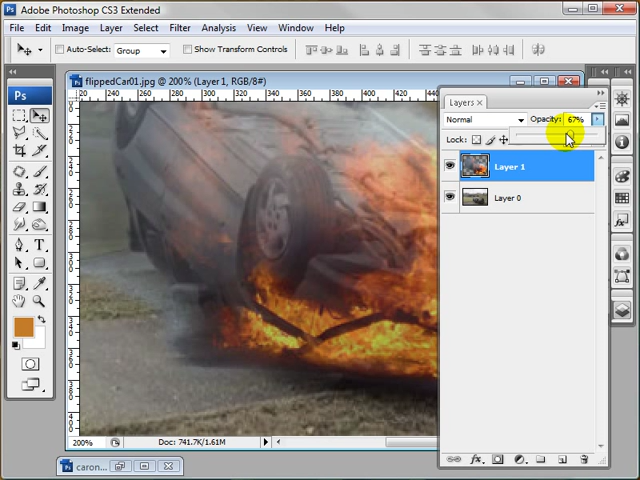 Ps Adobe Photoshop CS3 Extended
File Edit Image Layer Select Filter Analysis View Window Help
Auto-Select: Group Show Transform Controls
Ps
flippedCar01.jpg @ 200% (Layer 1, RGB/8#)
Layers ×
Normal Opacity: 67%
Lock:
Layer 1
Layer 0
200% Doc: 741.7K/1.61M
caron...